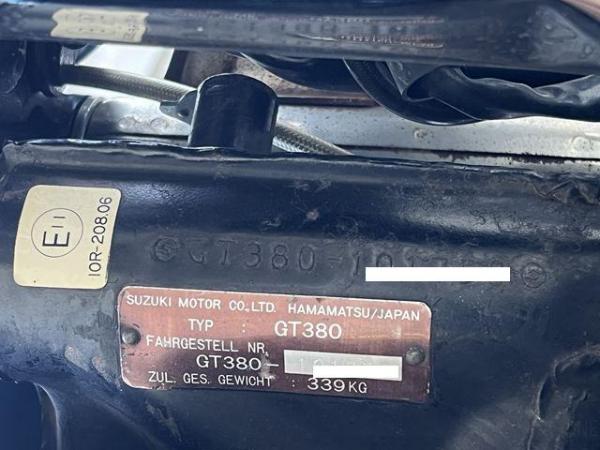 E11
10R-208.06
GT380-10
SUZUKI MOTOR CO.,LTD. HAMAMATSU/JAPAN
TYP : GT380
FAHRGESTELL NR.
GT380-
ZUL. GES. GEWICHT : 339KG